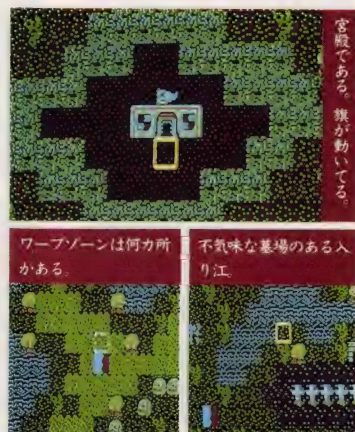 宮殿である。旗が動いてる。
ワープゾーンは何カ所
かある。
不気味な墓場のある入
り江。